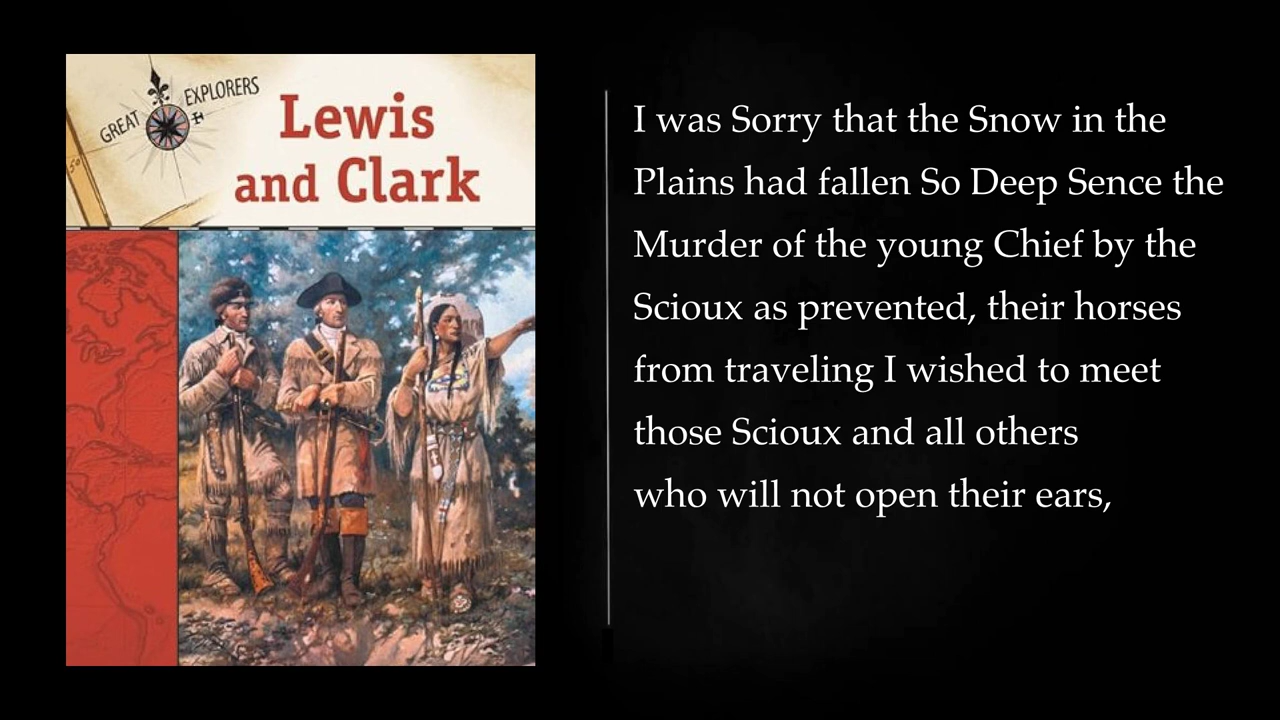 GREAT EXPLORERS
Lewis
and Clark
I was Sorry that the Snow in the
Plains had fallen So Deep Sence the
Murder of the young Chief by the
Scioux as prevented, their horses
from traveling I wished to meet
those Scioux and all others
who will not open their ears,